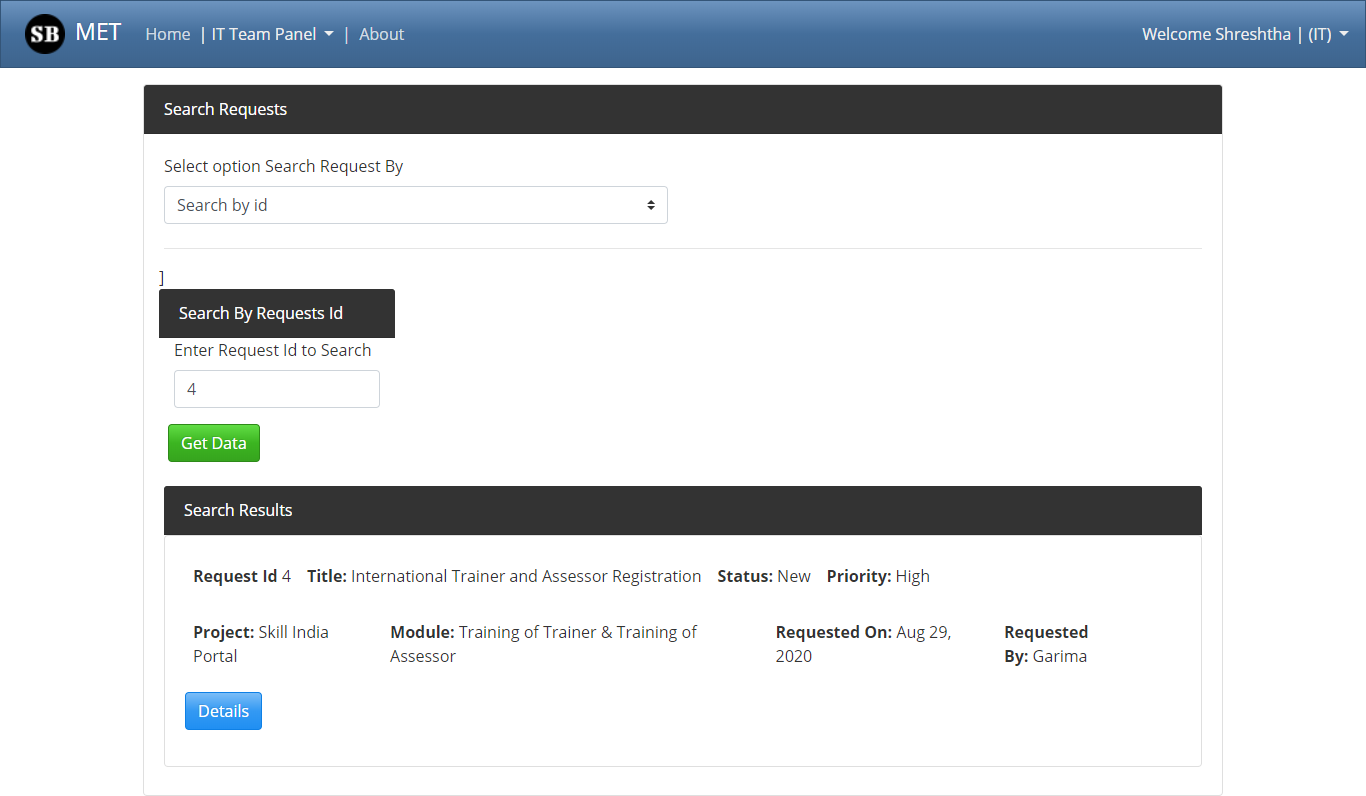 SB MET Home | IT Team Panel | About Welcome Shreshtha | (IT)
Search Requests
Select option Search Request By
Search by id
]
Search By Requests Id
Enter Request Id to Search
4
Get Data
Search Results
Request Id 4 Title: International Trainer and Assessor Registration Status: New Priority: High
Project: Skill India Module: Training of Trainer & Training of Requested On: Aug 29, Requested
Portal Assessor 2020 By: Garima
Details